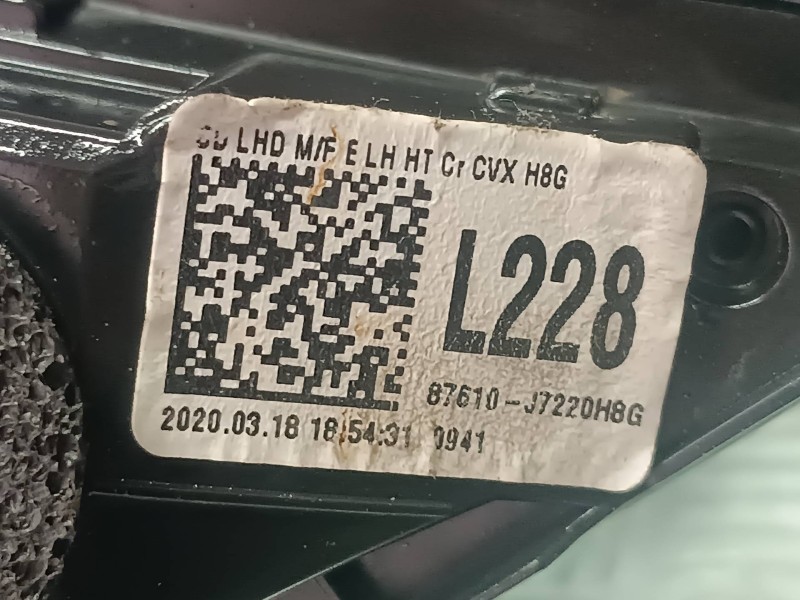 LHD M/F E LH HT Cr CVX H8G
L228
87610-J7220H8G
2020.03.18 18:54:31 0941